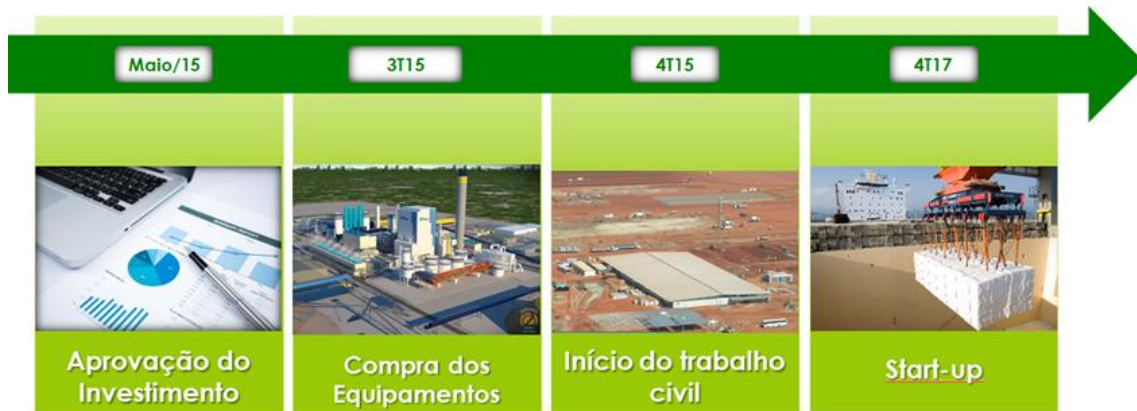 Maio/15
3T15
4T15
4T17
Aprovação do
Investimento
Compra dos
Equipamentos
Início do trabalho
civil
Start-up